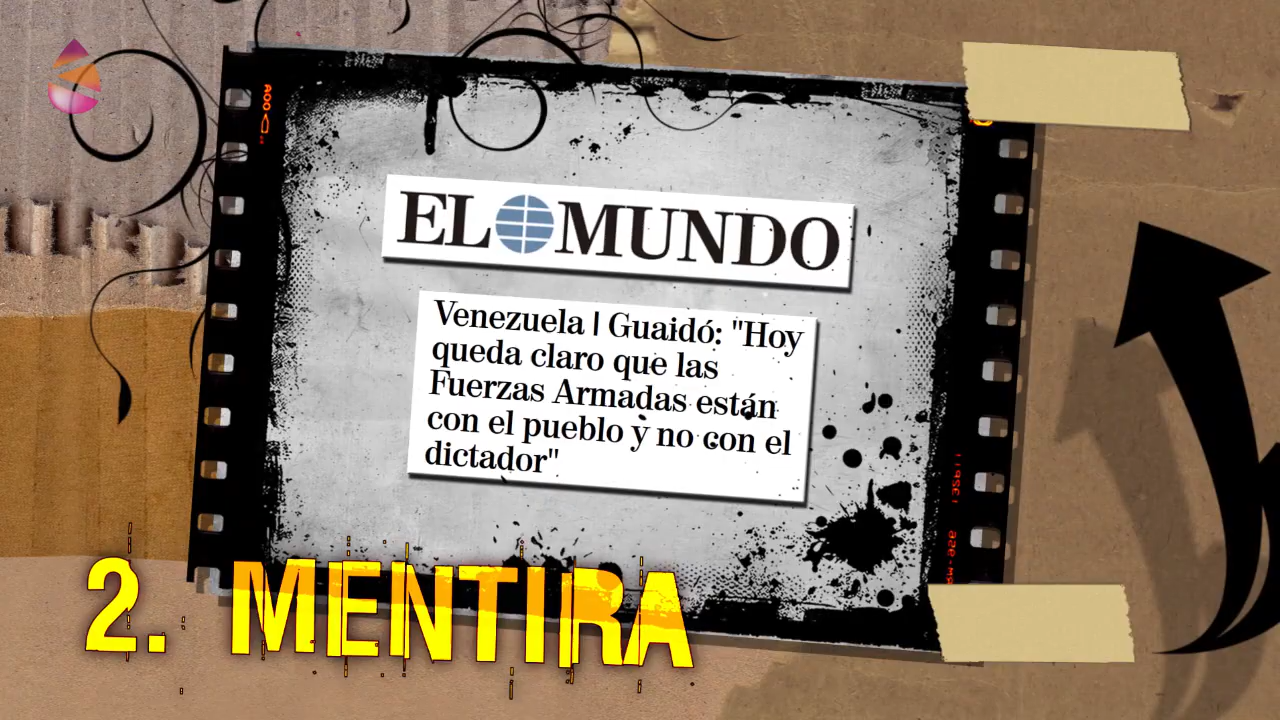 EL MUNDO
Venezuela | Guaidó: "Hoy
queda claro que las
Fuerzas Armadas están
con el pueblo y no con el
dictador"
2. MENTIRA